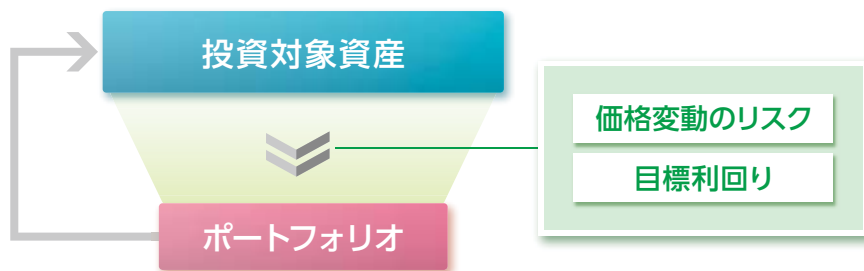 投資対象資産
価格変動のリスク
目標利回り
ポートフォリオ